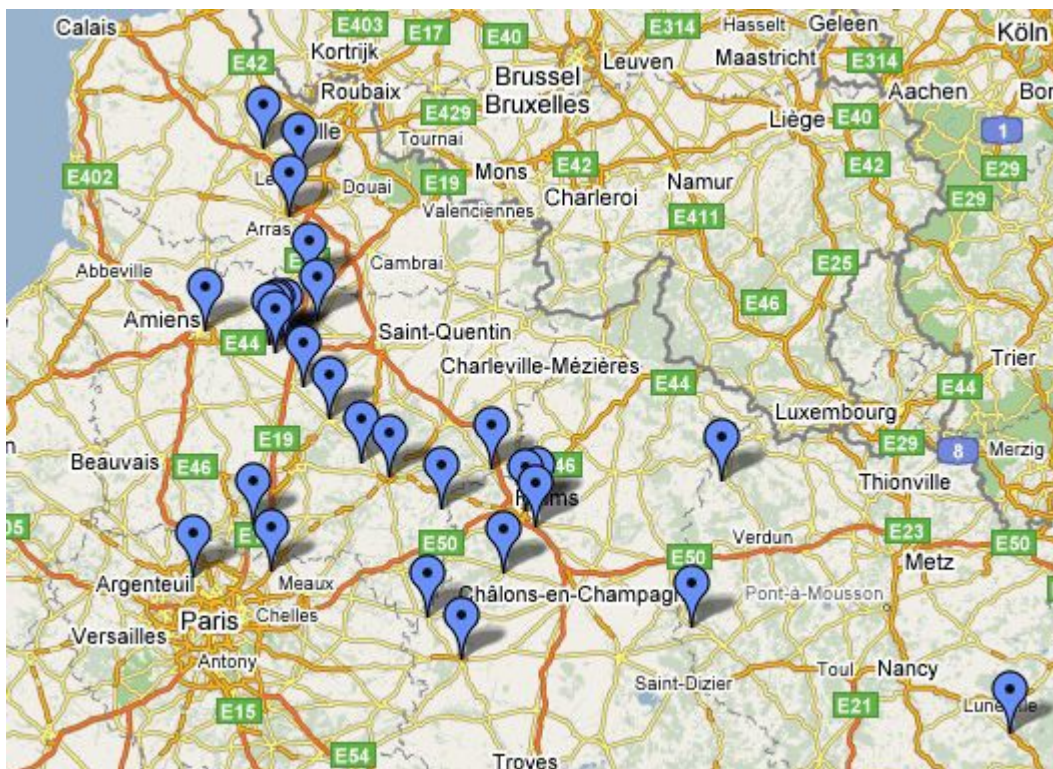 Calais
E403
E17
E40
E314
Hasselt
Geleen
Köln
Kortrijk
E42
Brussel
Bruxelles
Leuven
Maastricht
E314
Aachen
Roubaix
E429
Tournai
Liège
E40
1
E402
Douai
E19
Mons
E42
Charleroi
Namur
E42
E29
E29
Valenciennes
E411
Arras
Cambrai
Abbeville
E25
E46
Amiens
E44
Saint-Quentin
Charleville-Mézières
E44
Trier
E44
Luxembourg
E29
8
Merzig
Thionville
Beauvais
E46
E19
E50
E50
Verdun
E23
Metz
E50
Argenteuil
Meaux
Châlons-en-Champagn
Pont-à-Mousson
Paris
Chelles
Versailles
Antony
Saint-Dizier
Toul
Nancy
E15
E21
E54
Troyes